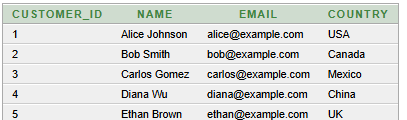 CUSTOMER_ID NAME EMAIL COUNTRY
1 Alice Johnson alice@example.com USA
2 Bob Smith bob@example.com Canada
3 Carlos Gomez carlos@example.com Mexico
4 Diana Wu diana@example.com China
5 Ethan Brown ethan@example.com UK